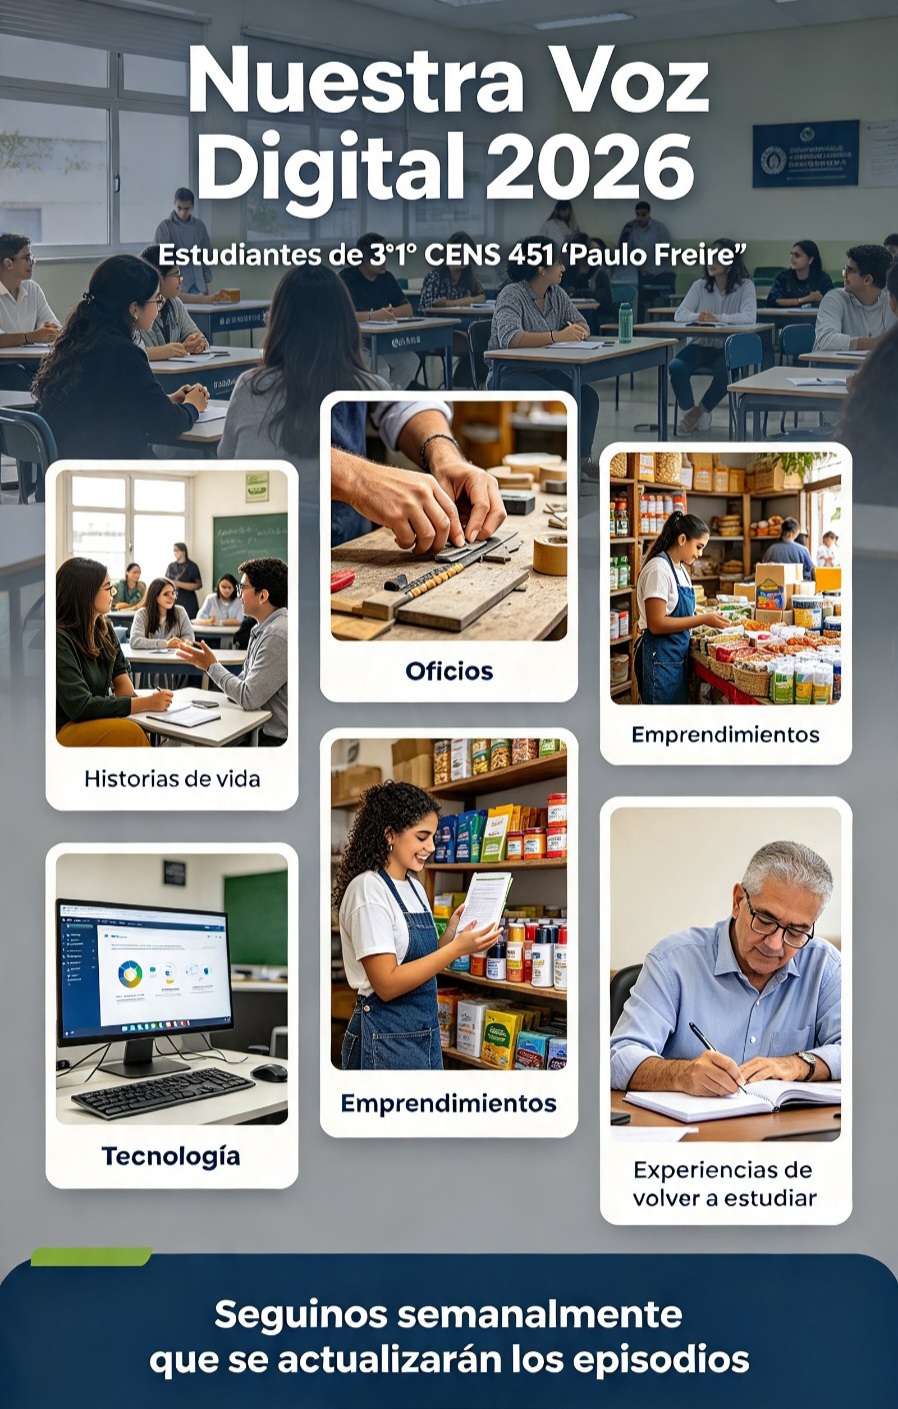 Nuestra Voz
Digital 2026
Estudiantes de 3°1° CENS 451 ‘Paulo Freire”
Oficios
Emprendimientos
Historias de vida
Emprendimientos
Tecnología
Experiencias de
volver a estudiar
Seguinos semanalmente
que se actualizarán los episodios